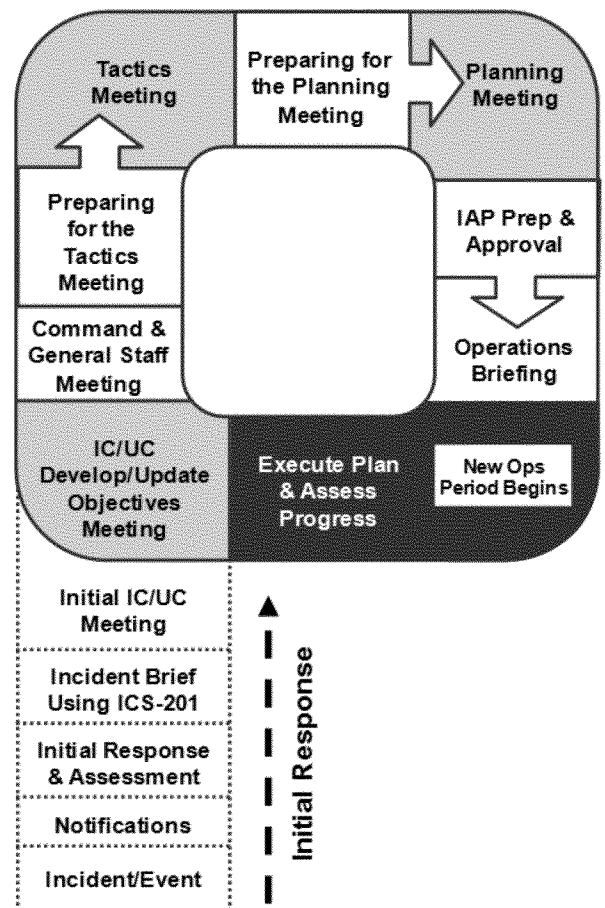 Tactics
Meeting
Preparing for
the Planning
Meeting
Planning
Meeting
Preparing
for the
Tactics
Meeting
IAP Prep &
Approval
Command &
General Staff
Meeting
Operations
Briefing
IC/UC
Develop/Update
Objectives
Meeting
Execute Plan
& Assess
Progress
New Ops
Period Begins
Initial IC/UC
Meeting
Incident Brief
Using ICS-201
Initial Response
& Assessment
Notifications
Incident/Event
Initial Response